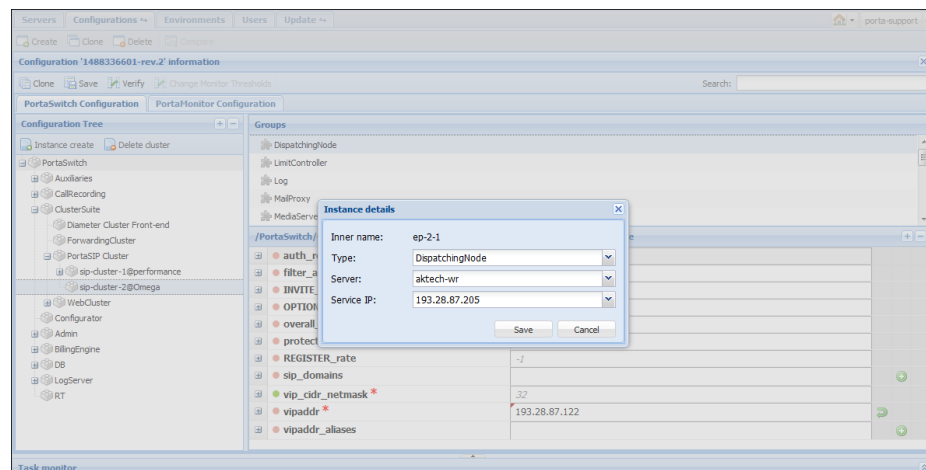 Servers Configurations Environments Users Update porta-support
Create Clone Delete Compare
Configuration '1488336601-rev.2' information
Clone Save Verify Change Monitor Thresholds Search:
PortaSwitch Configuration PortaMonitor Configuration
Configuration Tree Groups
Instance create Delete cluster DispatchingNode
PortaSwitch LimitController
Auxiliaries Log
CallRecording MailProxy
ClusterSuite MediaServe
Diameter Cluster Front-end
ForwardingCluster
PortaSIP Cluster
sip-cluster-1@performance
sip-cluster-2@Omega
WebCluster
Configurator
Admin
BillingEngine
DB
LogServer
RT
Instance details
Inner name: ep-2-1
Type: DispatchingNode
Server: aktech-wr
Service IP: 193.28.87.205
Save Cancel
/PortaSwitch/
auth_r
filter_a
INVITE_
OPTION
overall_
protect
REGISTER_rate -1
sip_domains
vip_cidr_netmask * 32
vipaddr * 193.28.87.122
vipaddr_aliases
Task monitor